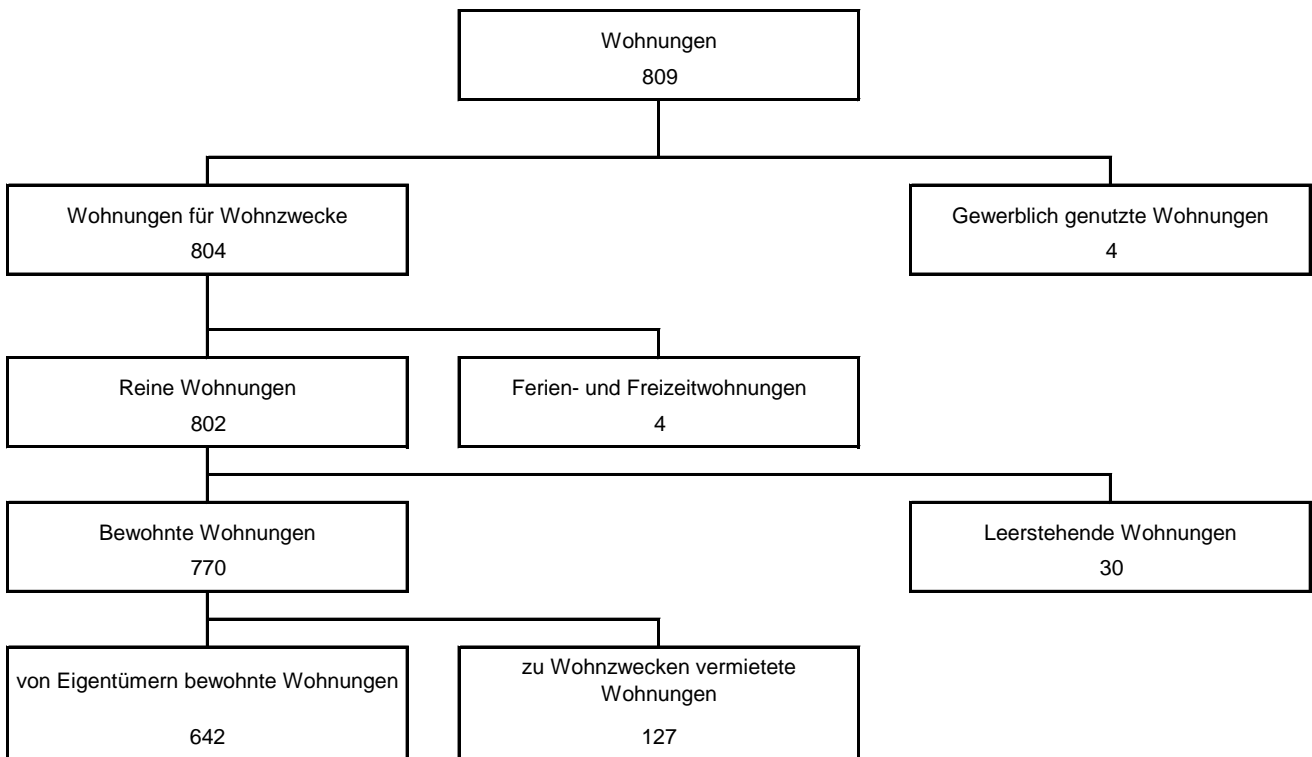 Wohnungen
809
Wohnungen für Wohnzwecke
804
Gewerblich genutzte Wohnungen
4
Reine Wohnungen
802
Ferien- und Freizeitwohnungen
4
Bewohnte Wohnungen
770
Leerstehende Wohnungen
30
von Eigentümern bewohnte Wohnungen
642
zu Wohnzwecken vermietete
Wohnungen
127